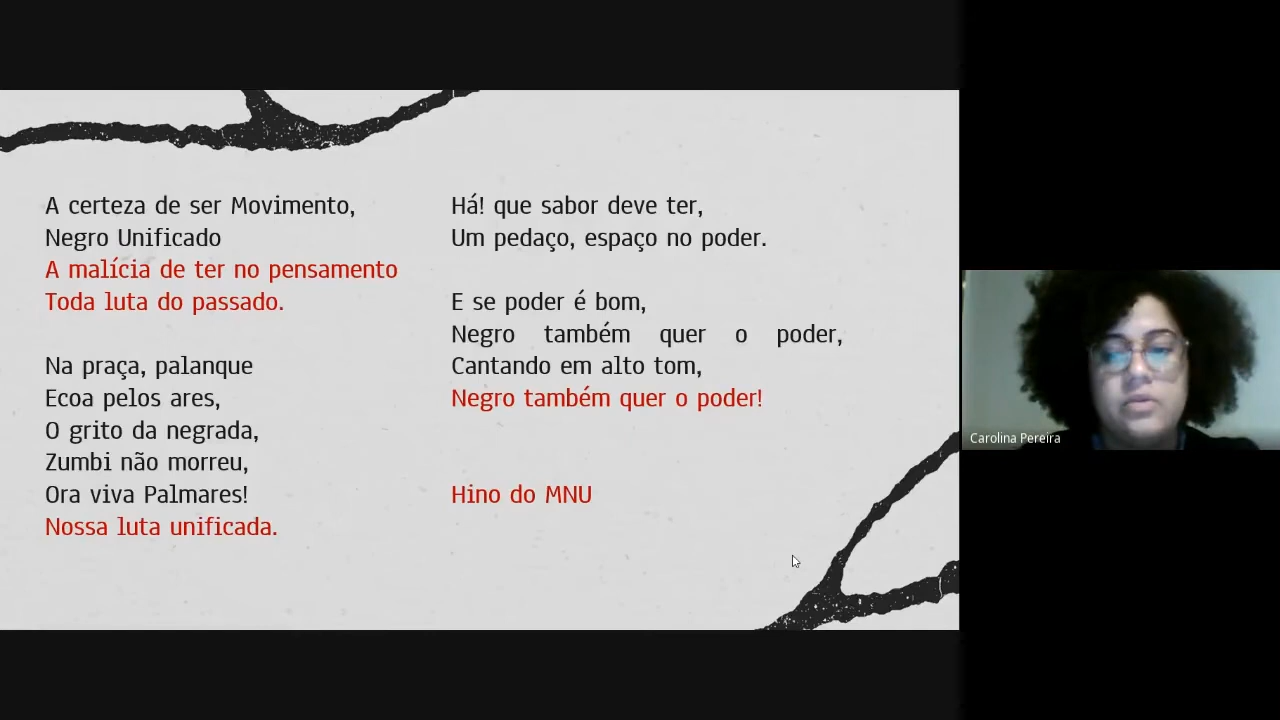 A certeza de ser Movimento,
Negro Unificado
A malícia de ter no pensamento
Toda luta do passado.
Na praça, palanque
Ecoa pelos ares,
O grito da negrada,
Zumbi não morreu,
Ora viva Palmares!
Nossa luta unificada.
Há! que sabor deve ter,
Um pedaço, espaço no poder.
E se poder é bom,
Negro também quer o poder,
Cantando em alto tom,
Negro também quer o poder!
Hino do MNU
Carolina Pereira